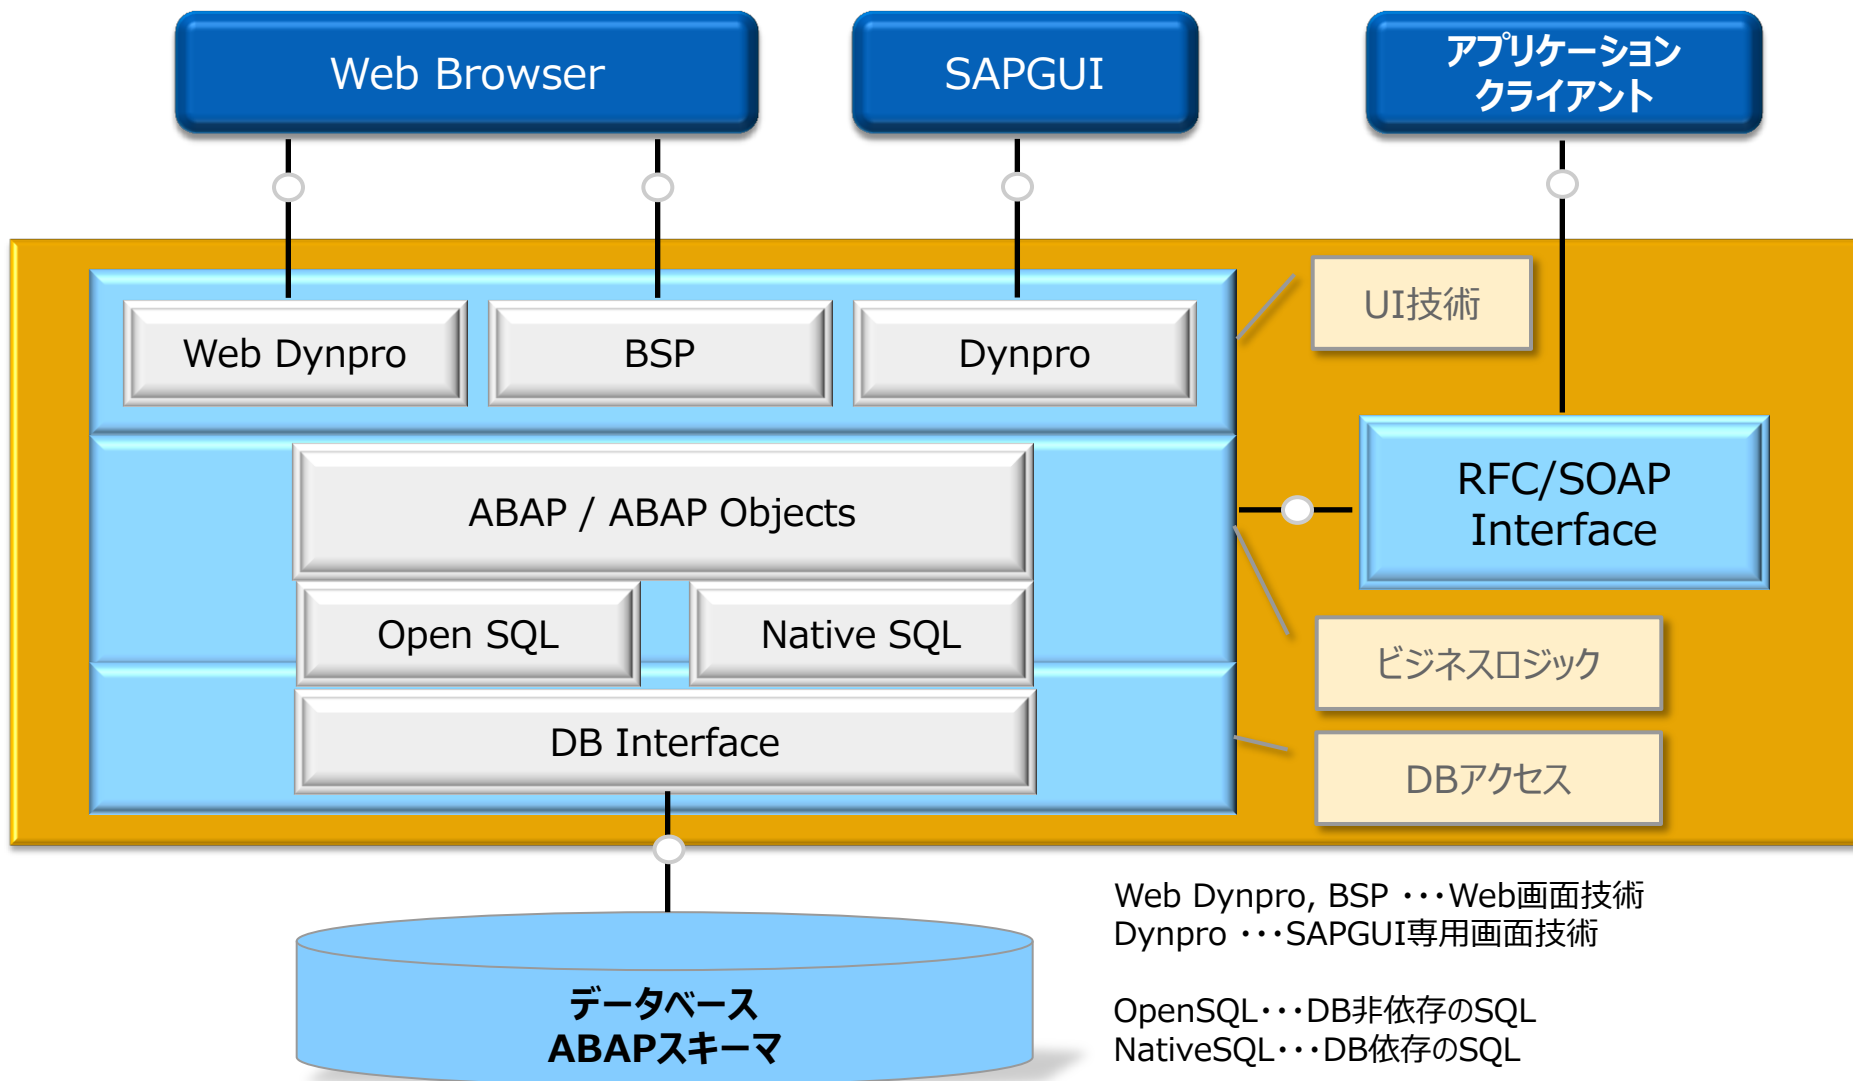 Web Browser
SAPGUI
アプリケーション
クライアント
UI技術
Web Dynpro
BSP
Dynpro
ABAP / ABAP Objects
RFC/SOAP
Interface
Open SQL
Native SQL
ビジネスロジック
DB Interface
DBアクセス
データベース
ABAPスキーマ
Web Dynpro, BSP ･･･Web画面技術
Dynpro ･･･SAPGUI専用画面技術
OpenSQL･･･DB非依存のSQL
NativeSQL･･･DB依存のSQL